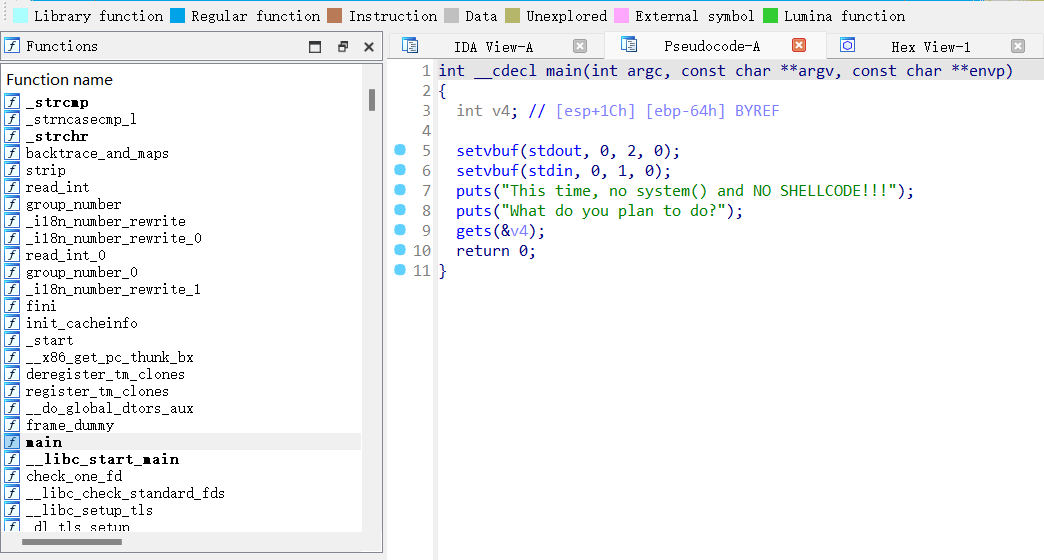 Library function Regular function Instruction Data Unexplored External symbol Lumina function
Functions
Function name
f _strcmp
f _strncasecmp_l
f _strchr
f backtrace_and_maps
f strip
f read_int
f group_number
f _i18n_number_rewrite
f _i18n_number_rewrite_0
f read_int_0
f group_number_0
f _i18n_number_rewrite_1
f fini
f init_cacheinfo
f _start
f __x86_get_pc_thunk_bx
f deregister_tm_clones
f register_tm_clones
f __do_global_dtors_aux
f frame_dummy
f main
f __libc_start_main
f check_one_fd
f __libc_check_standard_fds
f __libc_setup_tls
f _dl_tls_setup
IDA View-A Pseudocode-A Hex View-1
1 int __cdecl main(int argc, const char **argv, const char **envp)
2 {
3 int v4; // [esp+1Ch] [ebp-64h] BYREF
4
5 setvbuf(stdout, 0, 2, 0);
6 setvbuf(stdin, 0, 1, 0);
7 puts("This time, no system() and NO SHELLCODE!!!");
8 puts("What do you plan to do?");
9 gets(&v4);
10 return 0;
11 }